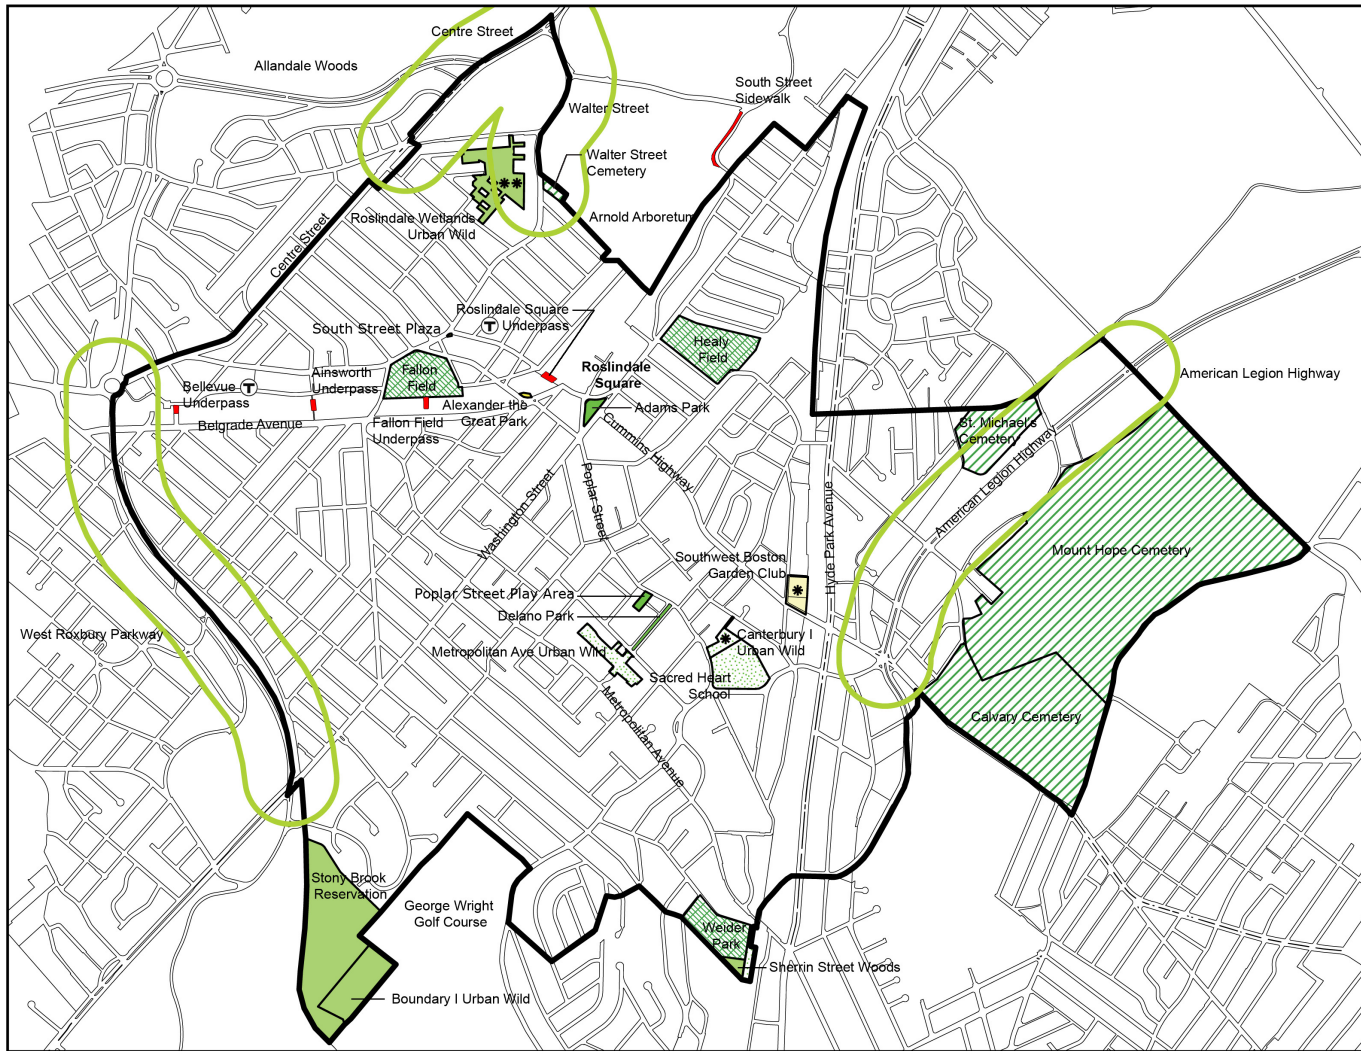 Centre Street
Allandale Woods
South Street
Sidewalk
Walter Street
Walter Street
Cemetery
Roslindale Wetlands
Urban Wild
Arnold Arboretum
Centre Street
Roslindale Square
Underpass
T
South Street Plaza
Healy
Field
Fallon
Field
Ainsworth
Underpass
Roslindale
Square
American Legion Highway
Bellevue
Underpass
T
Alexander the
Great Park
Adams Park
Belgrade Avenue
Fallon Field
Underpass
St. Michael's
Cemetery
Cummins Highway
American Legion Highway
Washington Street
Poplar Street
Hyde Park Avenue
Mount Hope Cemetery
Southwest Boston
Garden Club
Poplar Street Play Area
Delano Park
West Roxbury Parkway
Metropolitan Ave Urban Wild
Canterbury I
Urban Wild
Sacred Heart
School
Metropolitan Avenue
Calvary Cemetery
Stony Brook
Reservation
George Wright
Golf Course
Weider
Park
Sherrin Street Woods
Boundary I Urban Wild